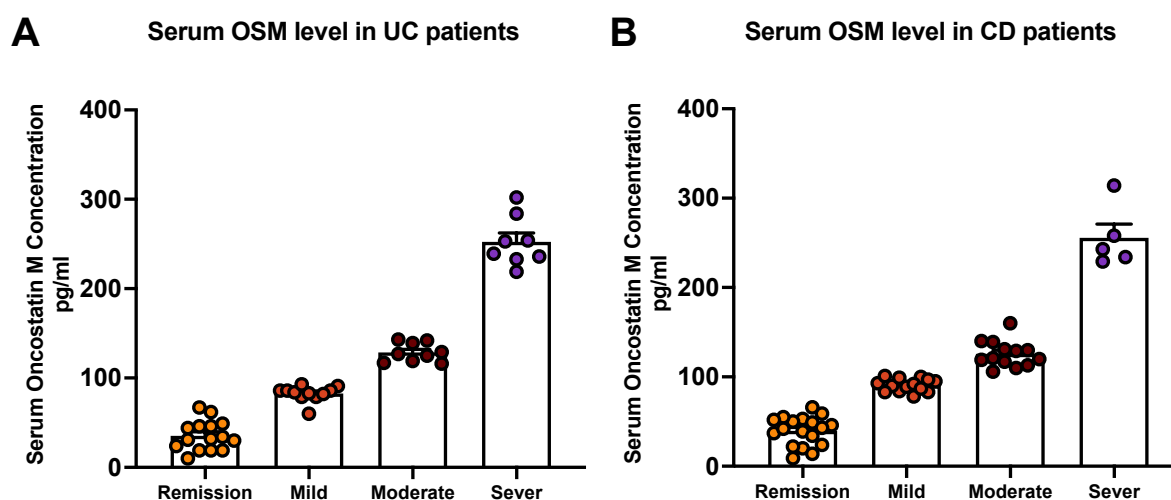 A
Serum OSM level in UC patients
Serum Oncostatin M Concentration
pg/ml
400
300
200
100
0
Remission
Mild
Moderate
Sever
B
Serum OSM level in CD patients
Serum Oncostatin M Concentration
pg/ml
400
300
200
100
0
Remission
Mild
Moderate
Sever